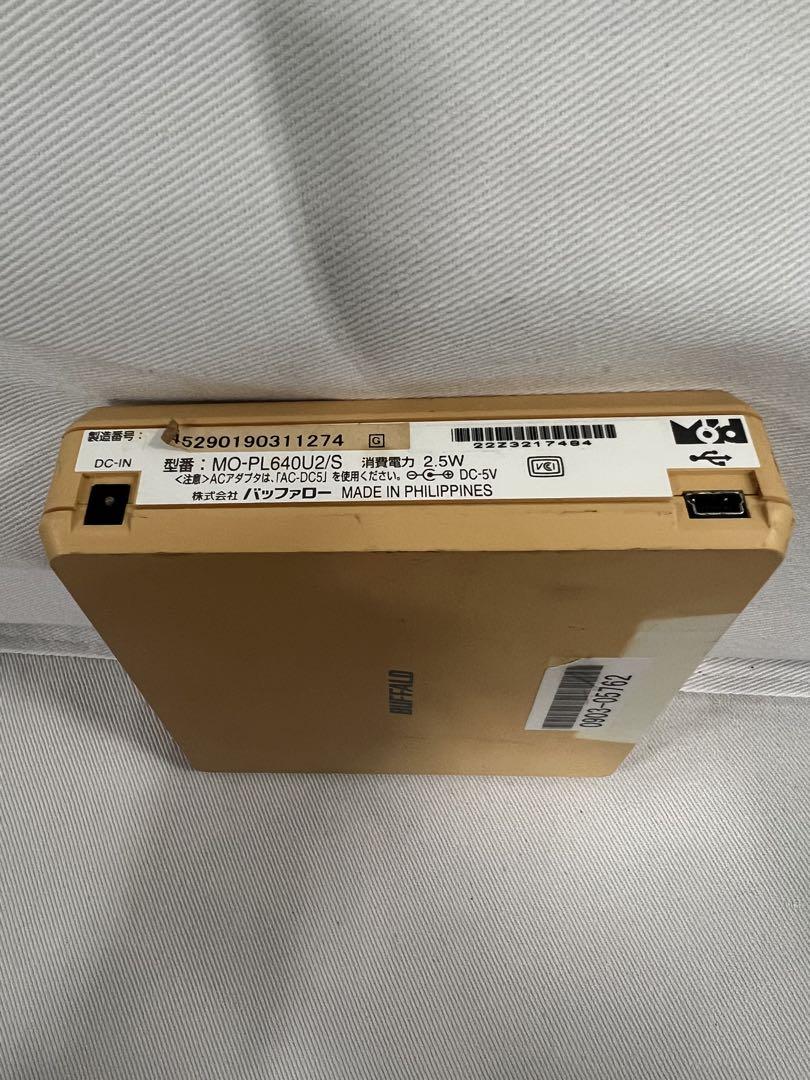 製造番号:
5290190311274 G
22Z3217484
DC-IN
型番：MO-PL640U2/S 消費電力 2.5W
VCCI
<注意>ACアダプタは、「AC-DC5」を使用ください。 DC-5V
株式会社 バッファロー MADE IN PHILIPPINES
BUFFALO
0903-05762